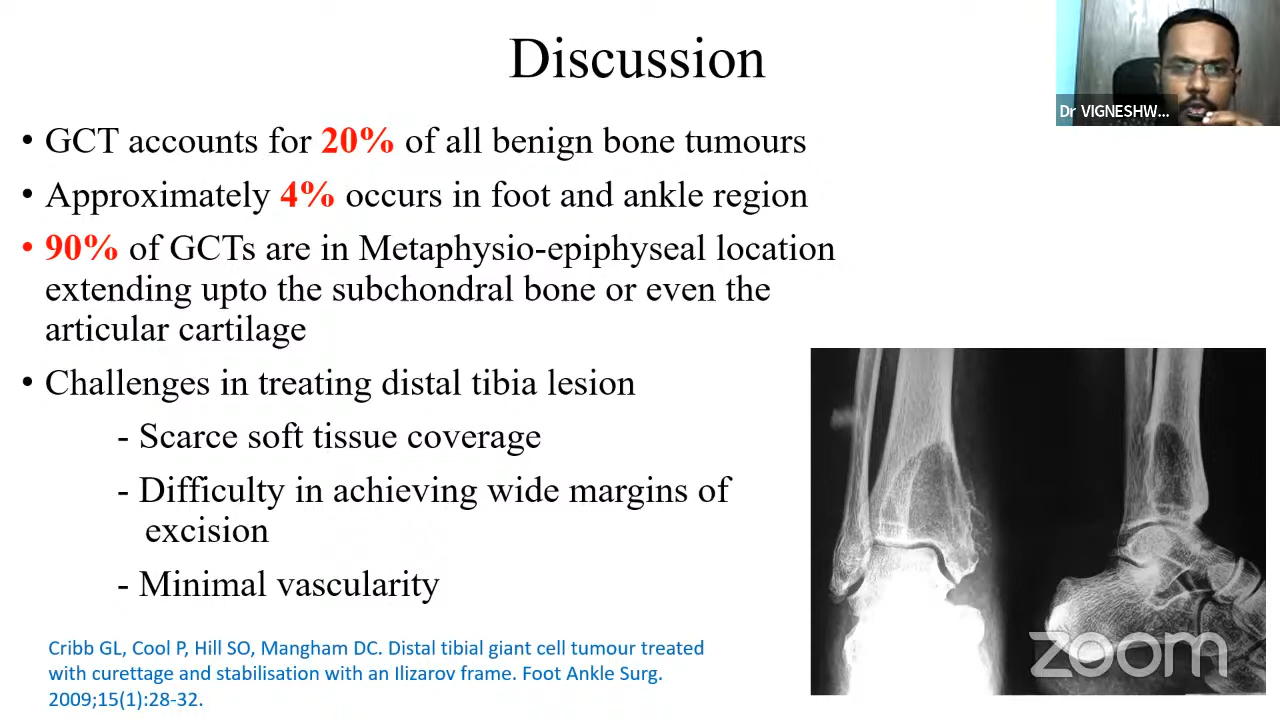 Discussion
Dr VIGNESHW...
• GCT accounts for 20% of all benign bone tumours
• Approximately 4% occurs in foot and ankle region
• 90% of GCTs are in Metaphysio-epiphyseal location
extending upto the subchondral bone or even the
articular cartilage
• Challenges in treating distal tibia lesion
- Scarce soft tissue coverage
- Difficulty in achieving wide margins of
excision
- Minimal vascularity
Cribb GL, Cool P, Hill SO, Mangham DC. Distal tibial giant cell tumour treated
with curettage and stabilisation with an Ilizarov frame. Foot Ankle Surg.
2009;15(1):28-32.
zoom